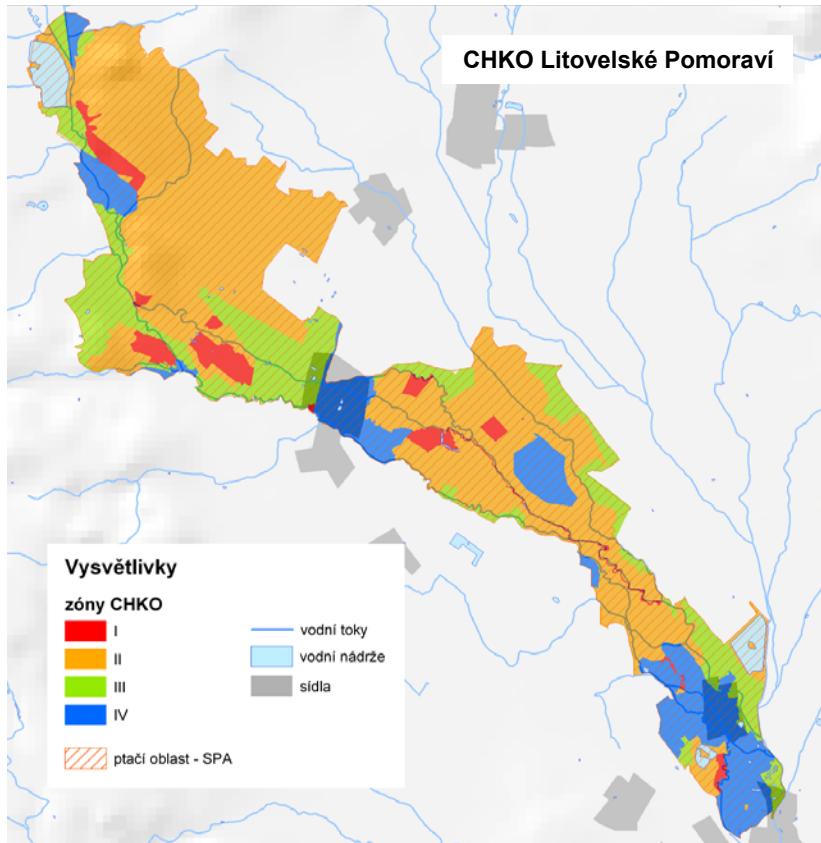 CHKO Litovelské Pomoraví
Vysvětlivky
zóny CHKO
I
II
III
IV
ptačí oblast - SPA
vodní toky
vodní nádrže
sídla